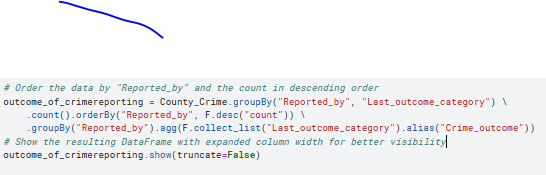 # Order the data by "Reported_by" and the count in descending order
outcome_of_crimereporting = County_Crime.groupBy("Reported_by", "Last_outcome_category") \
.count().orderBy("Reported_by", F.desc("count")) \
.groupBy("Reported_by").agg(F.collect_list("Last_outcome_category").alias("Crime_outcome"))
# Show the resulting DataFrame with expanded column width for better visibility
outcome_of_crimereporting.show(truncate=False)